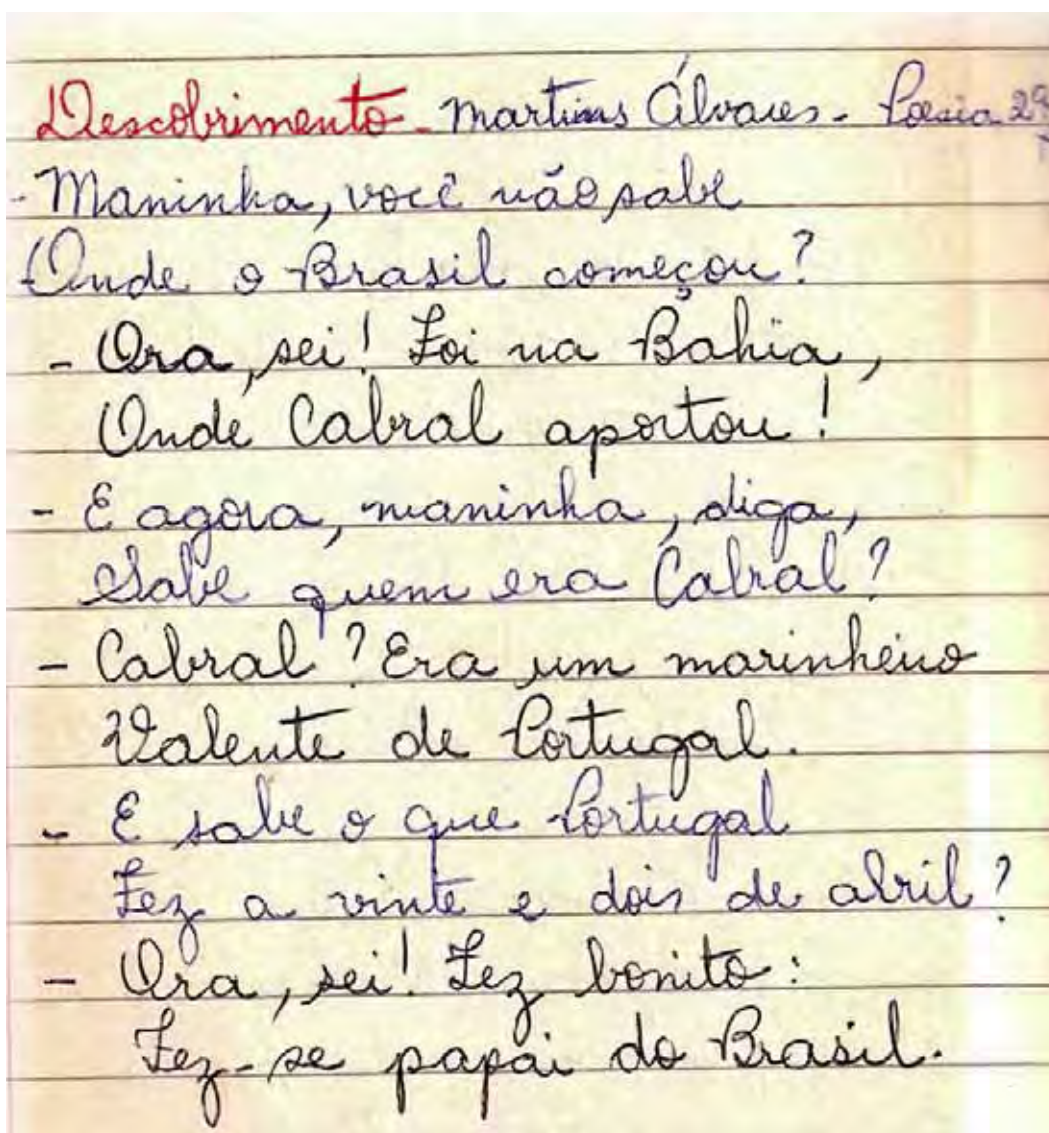 Descobrimento - Martins Álvares - Poesia 2ª
- Maninha, você não sabe
Onde o Brasil começou?
- Ora, sei! Foi na Bahia,
Onde Cabral aportou!
- E agora, maninha, diga,
Sabe quem era Cabral?
- Cabral? Era um marinheiro
Valente de Portugal.
- E sabe o que Portugal
Fez a vinte e dois de abril?
- Ora, sei! Fez bonito:
Fez-se papai do Brasil.